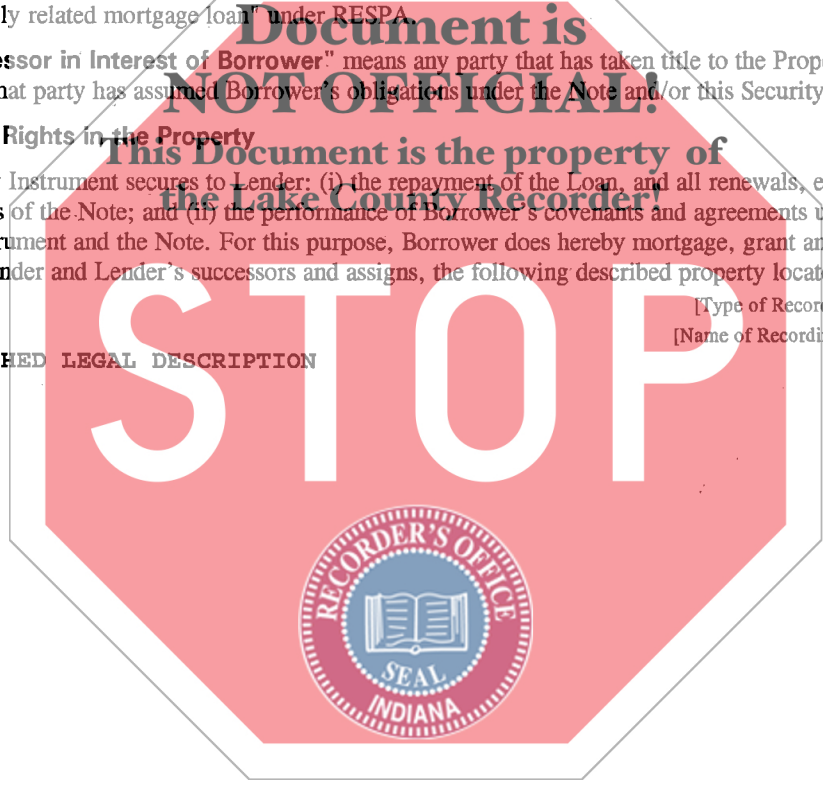 ly related mortgage loan" under RESPA.
Document is
ssor in Interest of Borrower" means any party that has taken title to the Prop
NOT OFFICIAL!
at party has assumed Borrower's obligations under the Note and/or this Security
Rights in the Property
This Document is the property of
Instrument secures to Lender: (i) the repayment of the Loan, and all renewals, e
the Lake County Recorder!
s of the Note; and (ii) the performance of Borrower's covenants and agreements u
rument and the Note. For this purpose, Borrower does hereby mortgage, grant an
nder and Lender's successors and assigns, the following described property locat
STOP
[Type of Recor
[Name of Recordi
HED LEGAL DESCRIPTION
RECORDER'S OFFICE
SEAL
INDIANA